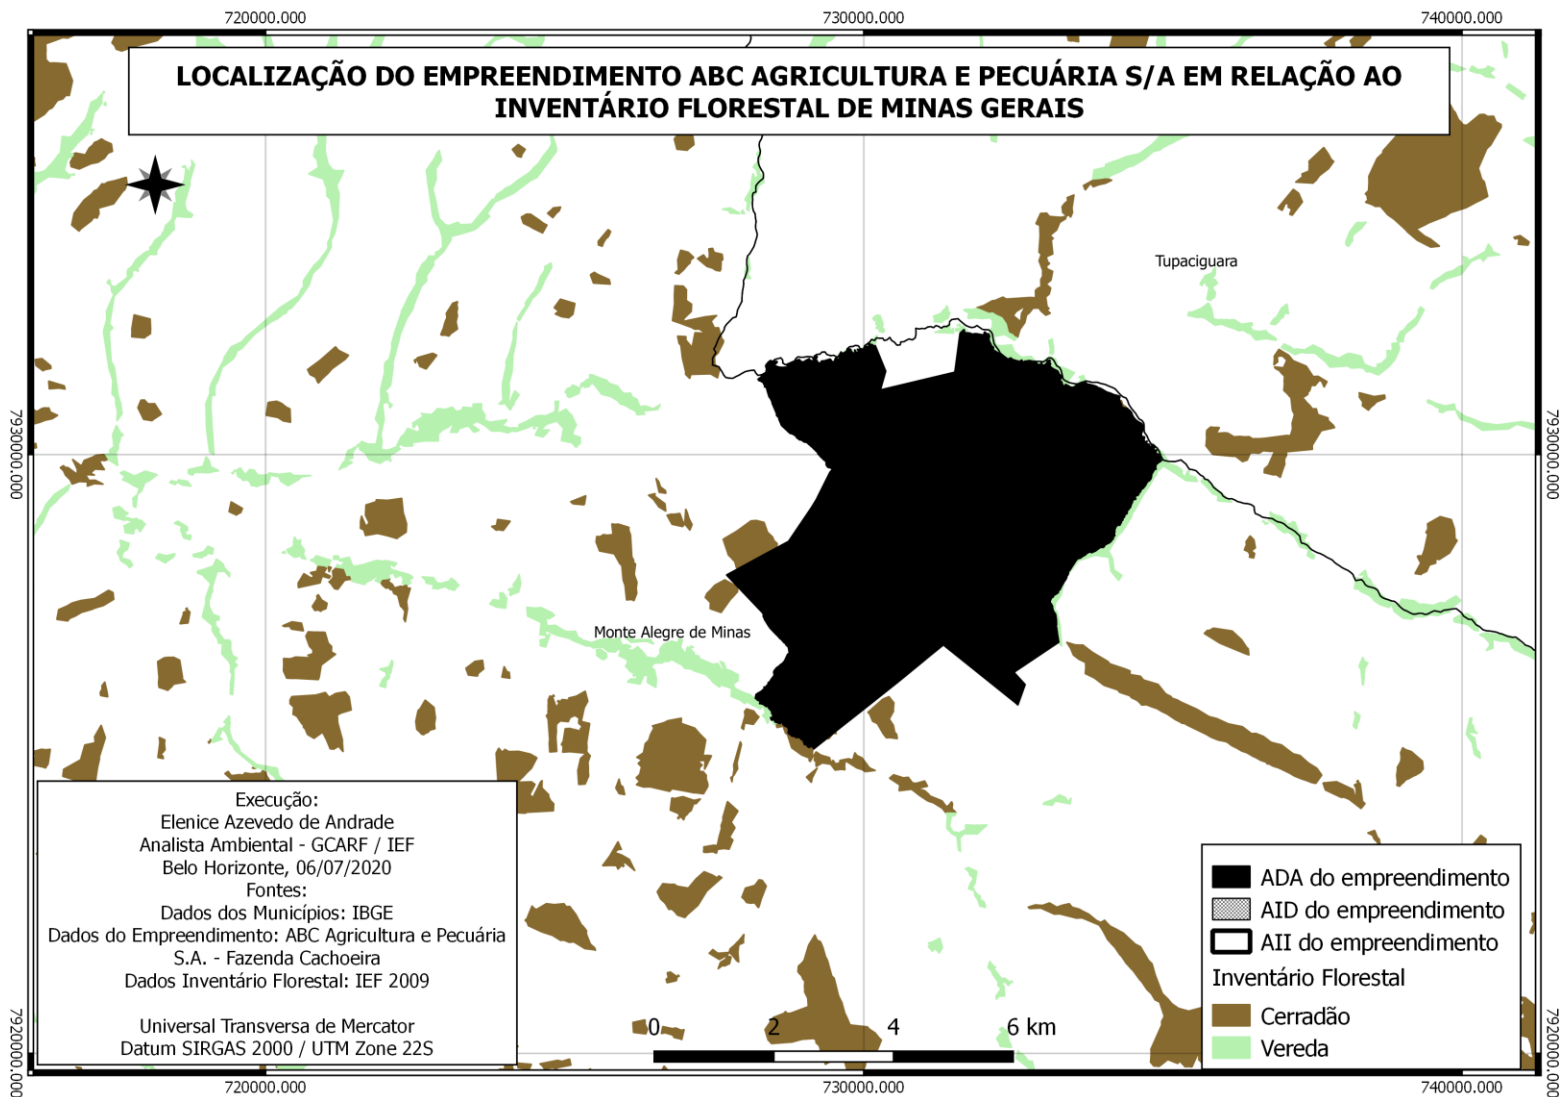 720000.000
730000.000
740000.000
LOCALIZAÇÃO DO EMPREENDIMENTO ABC AGRICULTURA E PECUÁRIA S/A EM RELAÇÃO AO
INVENTÁRIO FLORESTAL DE MINAS GERAIS
Tupaciguara
7930000.000
7930000.000
Monte Alegre de Minas
Execução:
Elenice Azevedo de Andrade
Analista Ambiental - GCARF / IEF
Belo Horizonte, 06/07/2020
Fontes:
Dados dos Municípios: IBGE
Dados do Empreendimento: ABC Agricultura e Pecuária
S.A. - Fazenda Cachoeira
Dados Inventário Florestal: IEF 2009
Universal Transversa de Mercator
Datum SIRGAS 2000 / UTM Zone 22S
0 2 4 6 km
ADA do empreendimento
AID do empreendimento
AII do empreendimento
Inventário Florestal
Cerradão
Vereda
7920000.000
7920000.000
720000.000
730000.000
740000.000